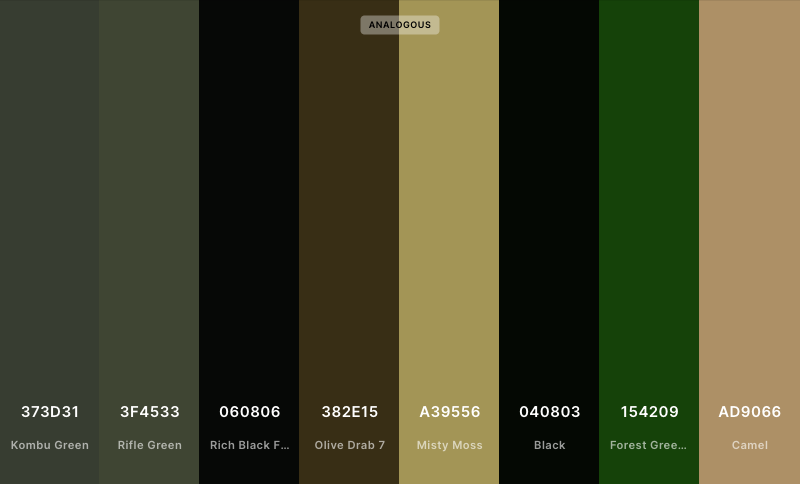 ANALOGOUS
373D31
3F4533
060806
382E15
A39556
040803
154209
AD9066
Kombu Green
Rifle Green
Rich Black F...
Olive Drab 7
Misty Moss
Black
Forest Gree...
Camel